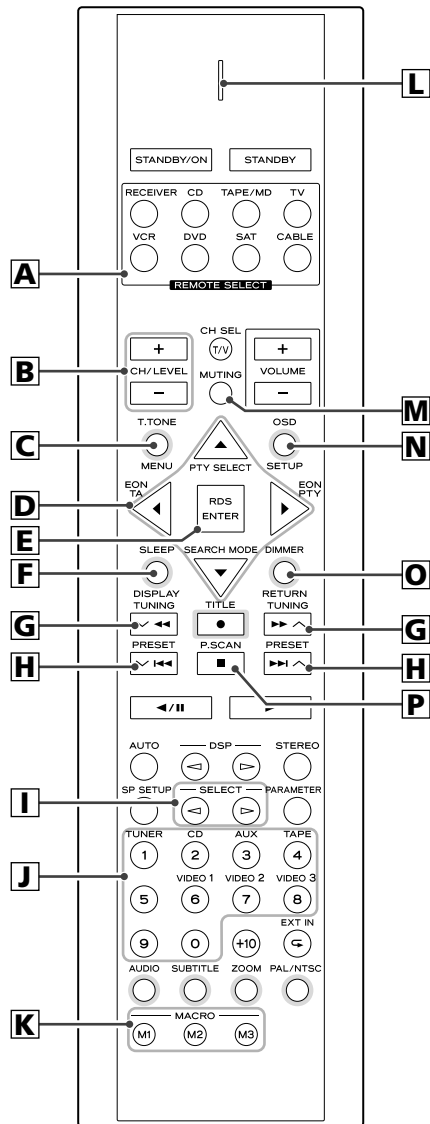 L
STANDBY/ON STANDBY
RECEIVER CD TAPE/MD TV
VCR DVD SAT CABLE
A
REMOTE SELECT
CH SEL
+ T/V +
B CH/LEVEL MUTING VOLUME
− −
M
T.TONE OSD
C N
MENU PTY SELECT SETUP
EON TA EON PTY
D
RDS
ENTER
E
SLEEP SEARCH MODE DIMMER
F O
DISPLAY RETURN
TUNING TITLE TUNING
G G
PRESET P.SCAN PRESET
H H
P
AUTO DSP STEREO
SP SETUP SELECT PARAMETER
I
TUNER CD AUX TAPE
1 2 3 4
J
VIDEO 1 VIDEO 2 VIDEO 3
5 6 7 8
EXT IN
9 0 +10
AUDIO SUBTITLE ZOOM PAL/NTSC
MACRO
K M1 M2 M3